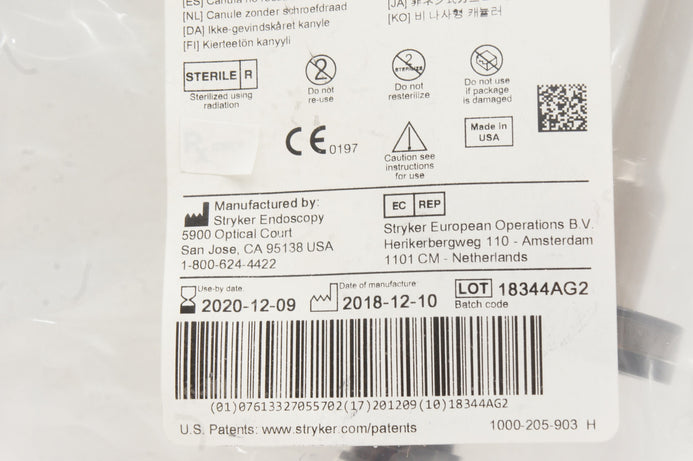 [NL] Canule zonder schroefdraad
[DA] Ikke-gevindskåret kanyle
[FI] Kierteetön kanyyli
[KO] 비 나사형 캐뉼러
STERILE R
Sterilized using
radiation
2
Do not
re-use
2
STERILIZE
Do not
resterilize
Do not use
if package
is damaged
CE 0197
Caution see
instructions
for use
Made in
USA
Manufactured by:
Stryker Endoscopy
5900 Optical Court
San Jose, CA 95138 USA
1-800-624-4422
EC REP
Stryker European Operations B.V.
Herikerbergweg 110 - Amsterdam
1101 CM - Netherlands
Use-by date:
2020-12-09
Date of manufacture:
2018-12-10
LOT 18344AG2
Batch code
(01)07613327055702(17)201209(10)18344AG2
U.S. Patents: www.stryker.com/patents
1000-205-903 H